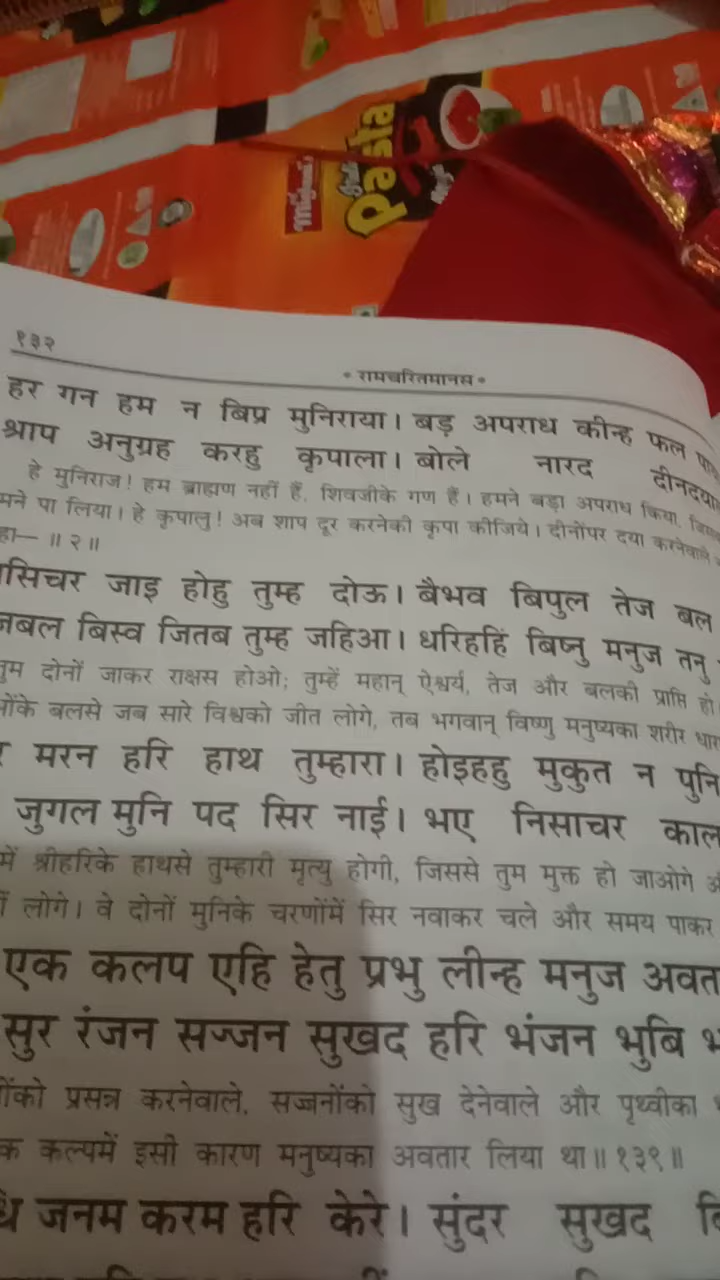 Pasta
१३२
* रामचरितमानस *
हर गन हम न बिप्र मुनिराया। बड़ अपराध कीन्ह फल
श्राप अनुग्रह करहु कृपाला। बोले नारद
हे मुनिराज! हम ब्राह्मण नहीं हैं, शिवजीके गण हैं। हमने बड़ा अपराध किया,
मने पा लिया। हे कृपालु! अब शाप दूर करनेकी कृपा कीजिये। दीनोंपर दया करनेवाले
हा— ॥ २॥
सिचर जाइ होहु तुम्ह दोऊ। बैभव बिपुल तेज बल
जबल बिस्व जितब तुम्ह जहिआ। धरिहहिं बिष्नु मनुज तनु
तुम दोनों जाकर राक्षस होओ; तुम्हें महान् ऐश्वर्य, तेज और बलकी प्राप्ति हो
ओंके बलसे जब सारे विश्वको जीत लोगे, तब भगवान् विष्णु मनुष्यका शरीर
मरन हरि हाथ तुम्हारा। होइहहु मुकुत न पुनि
जुगल मुनि पद सिर नाई। भए निसाचर
में श्रीहरिके हाथसे तुम्हारी मृत्यु होगी, जिससे तुम मुक्त हो जाओगे
लोगे। वे दोनों मुनिके चरणोंमें सिर नवाकर चले और समय पाकर
एक कलप एहि हेतु प्रभु लीन्ह मनुज
सुर रंजन सज्जन सुखद हरि भंजन भुबि
ओंको प्रसन्न करनेवाले, सज्जनोंको सुख देनेवाले और पृथ्वीका
क कल्पमें इसी कारण मनुष्यका अवतार लिया था॥ १३९॥
जनम करम हरि केरे। सुंदर सुखद